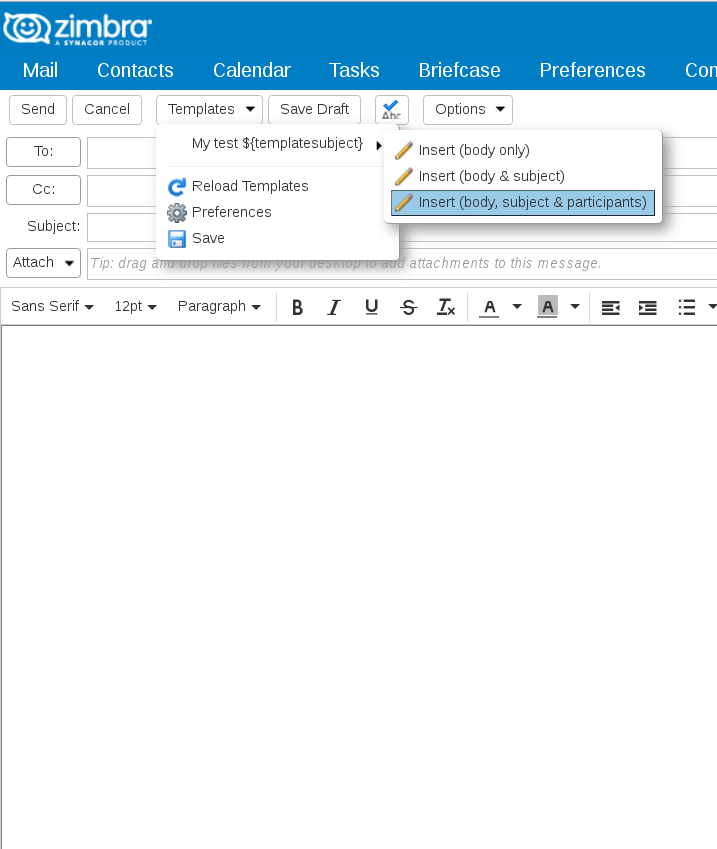 zimbra
A SYNACOR PRODUCT
Mail Contacts Calendar Tasks Briefcase Preferences Con
Send Cancel Templates Save Draft Abc Options
To:
My test ${templatesubject}
Insert (body only)
Insert (body & subject)
Insert (body, subject & participants)
Cc:
Reload Templates
Preferences
Save
Subject:
Attach Tip: drag and drop files from your desktop to add attachments to this message.
Sans Serif 12pt Paragraph B I U S Tx A A